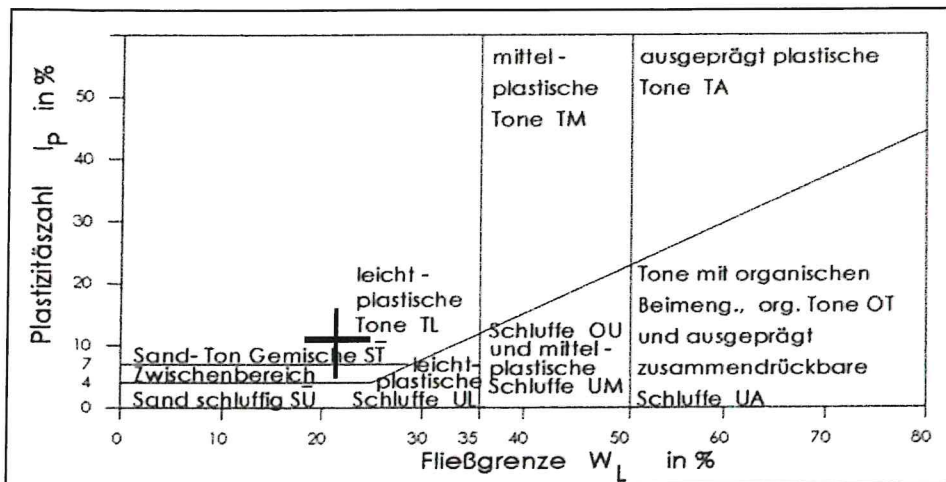 Plastizitäszahl I_P in %
50
40
30
20
10
7
4
0
mittel-
plastische
Tone TM
ausgeprägt plastische
Tone TA
leicht-
plastische
Tone TL
Sand-Ton Gemische ST̅
Zwischenbereich
Sand schluffig SU̅
leicht-
plastische
Schluffe UL
Schluffe OU
und mittel-
plastische
Schluffe UM
Tone mit organischen
Beimeng., org. Tone OT
und ausgeprägt
zusammendrückbare
Schluffe UA
0 10 20 30 35 40 50 60 70 80
Fließgrenze W_L in %